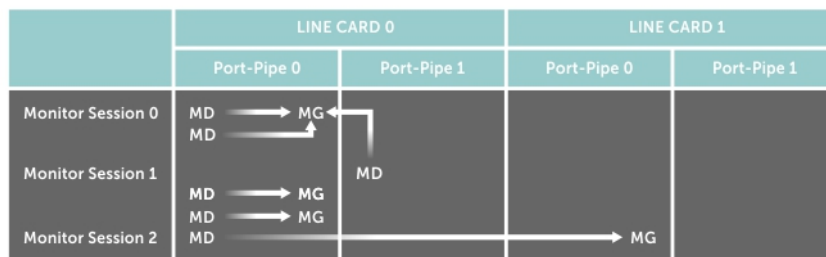 LINE CARD 0 LINE CARD 1
Port-Pipe 0 Port-Pipe 1 Port-Pipe 0 Port-Pipe 1
Monitor Session 0 MD MG
MD
Monitor Session 1 MD
MD MG
MD MG
Monitor Session 2 MD MG